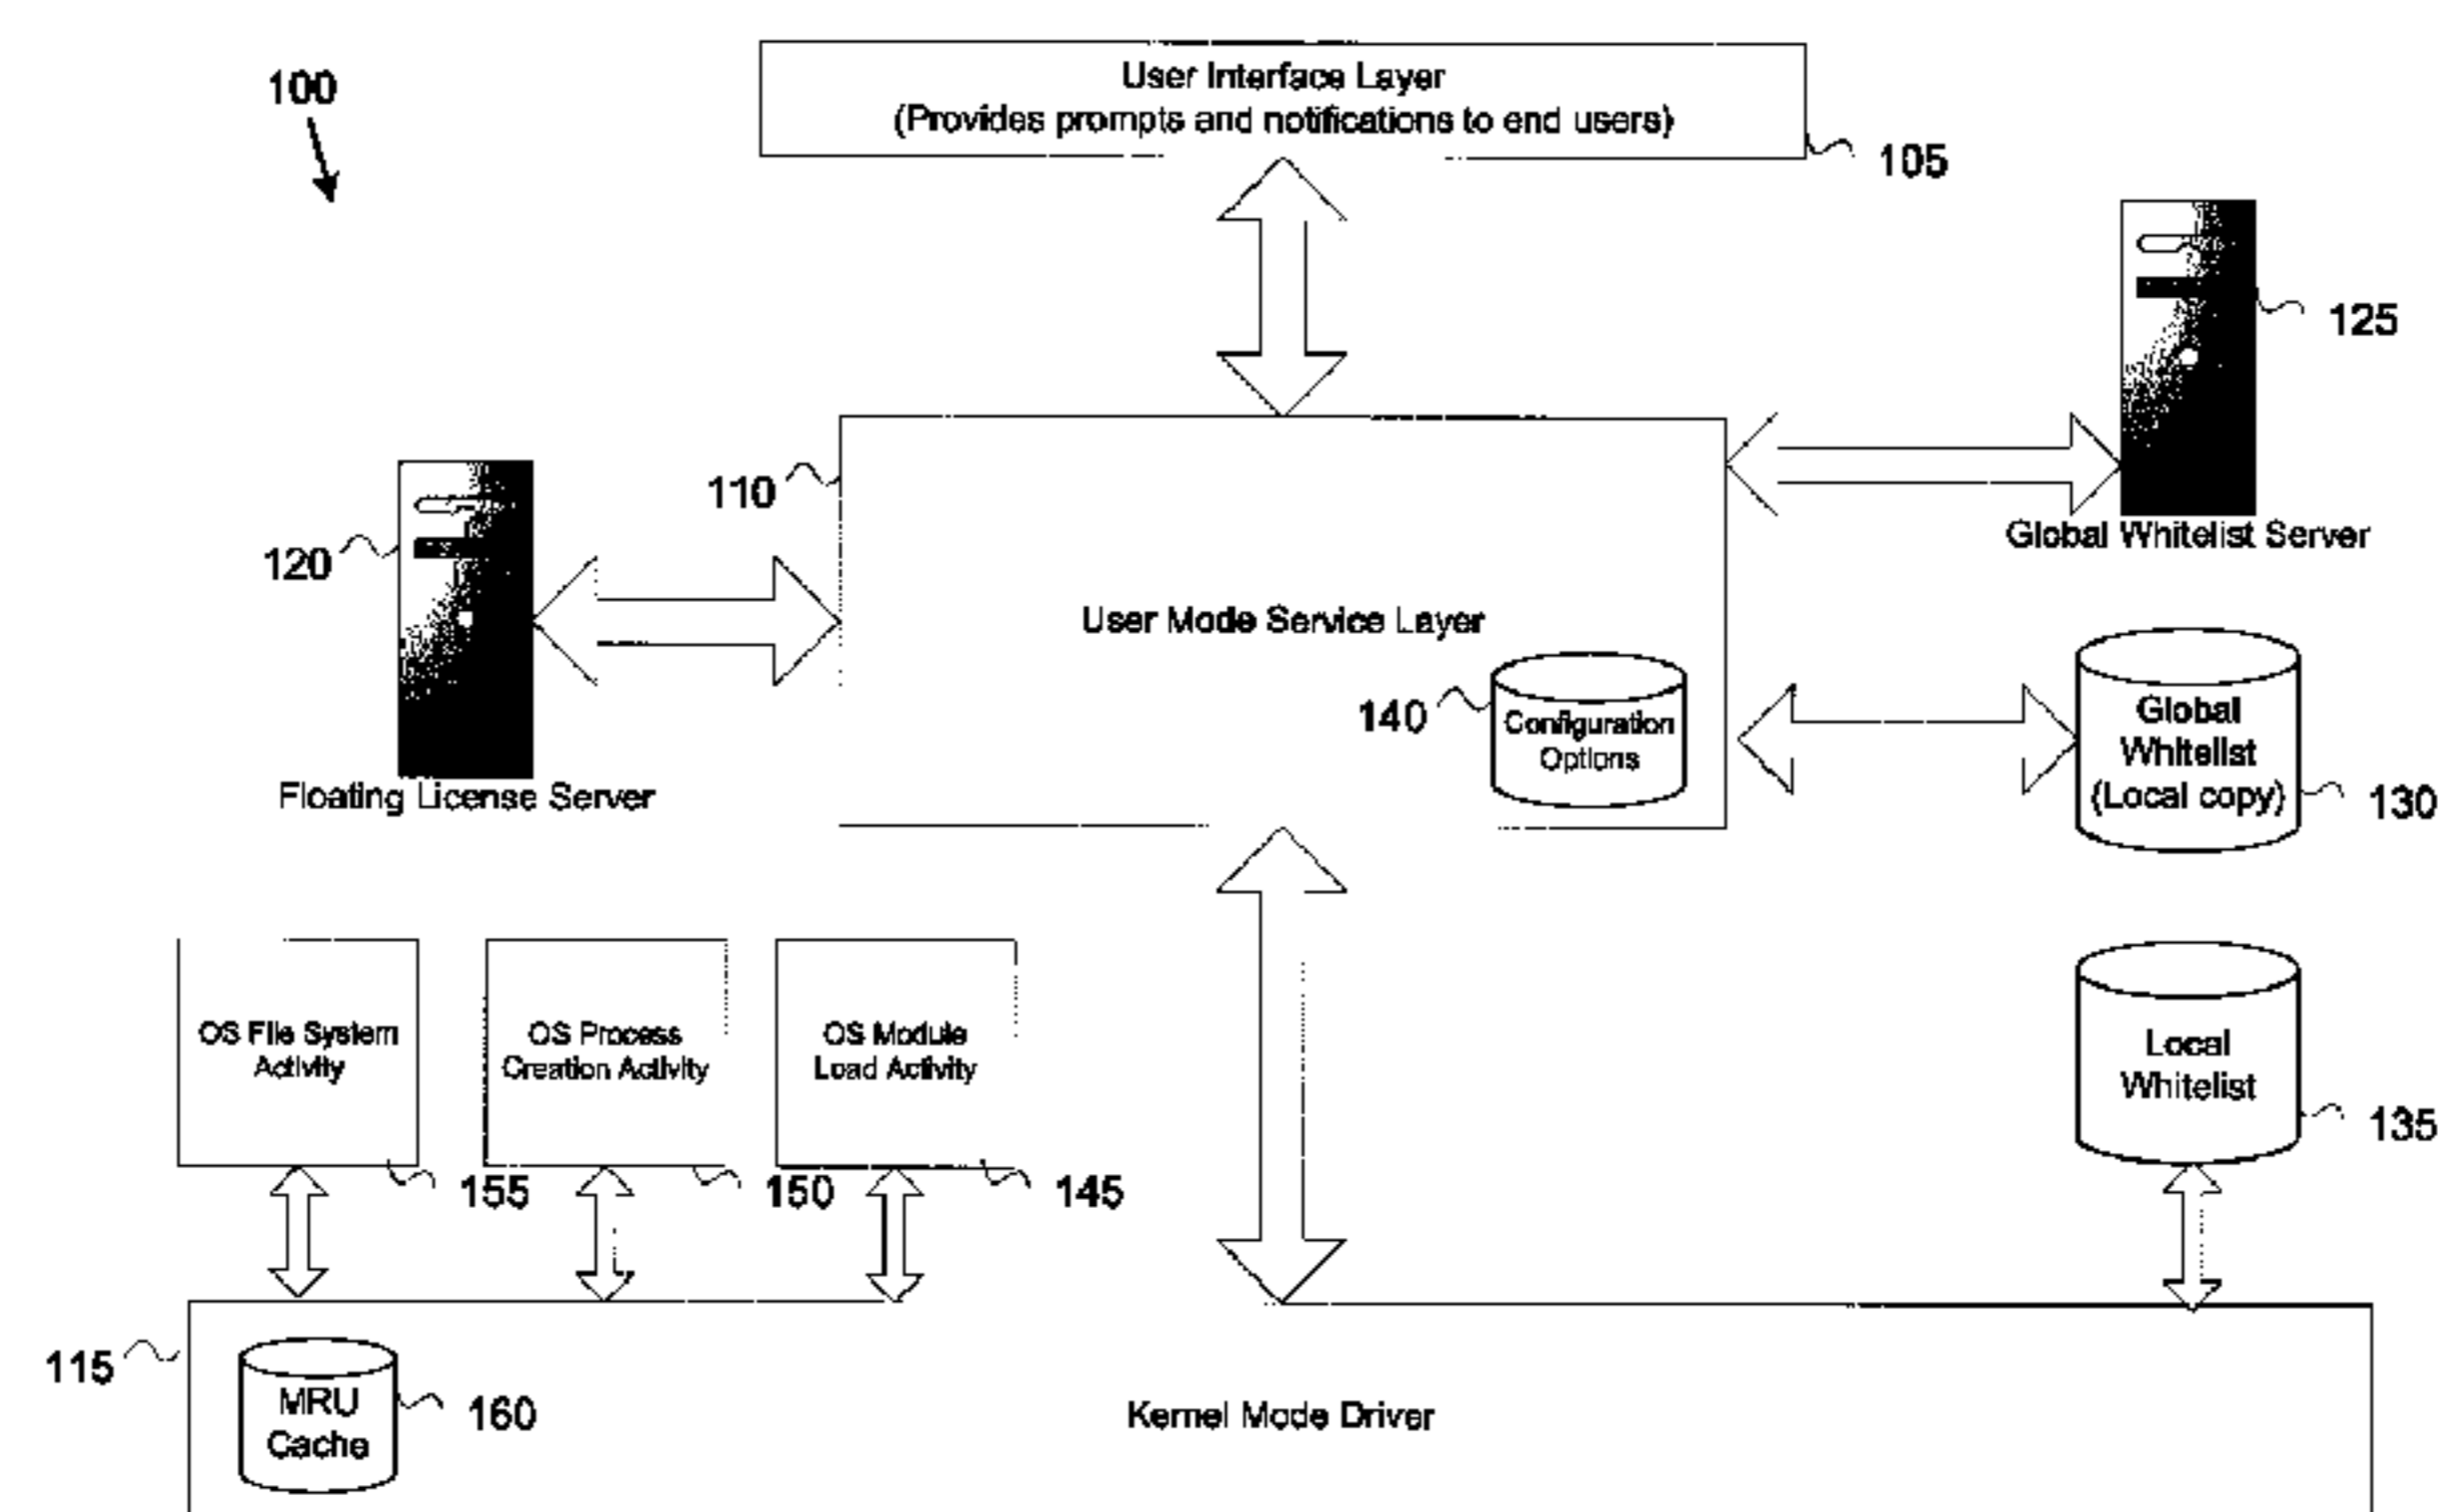 100
User Interface Layer
(Provides prompts and notifications to end users)
105
125
Global Whitelist Server
110
120
Floating License Server
User Mode Service Layer
140
Configuration
Options
Global
Whitelist
(Local copy)
130
OS File System
Activity
155
OS Process
Creation Activity
150
OS Module
Load Activity
145
Local
Whitelist
135
115
MRU
Cache
160
Kernel Mode Driver